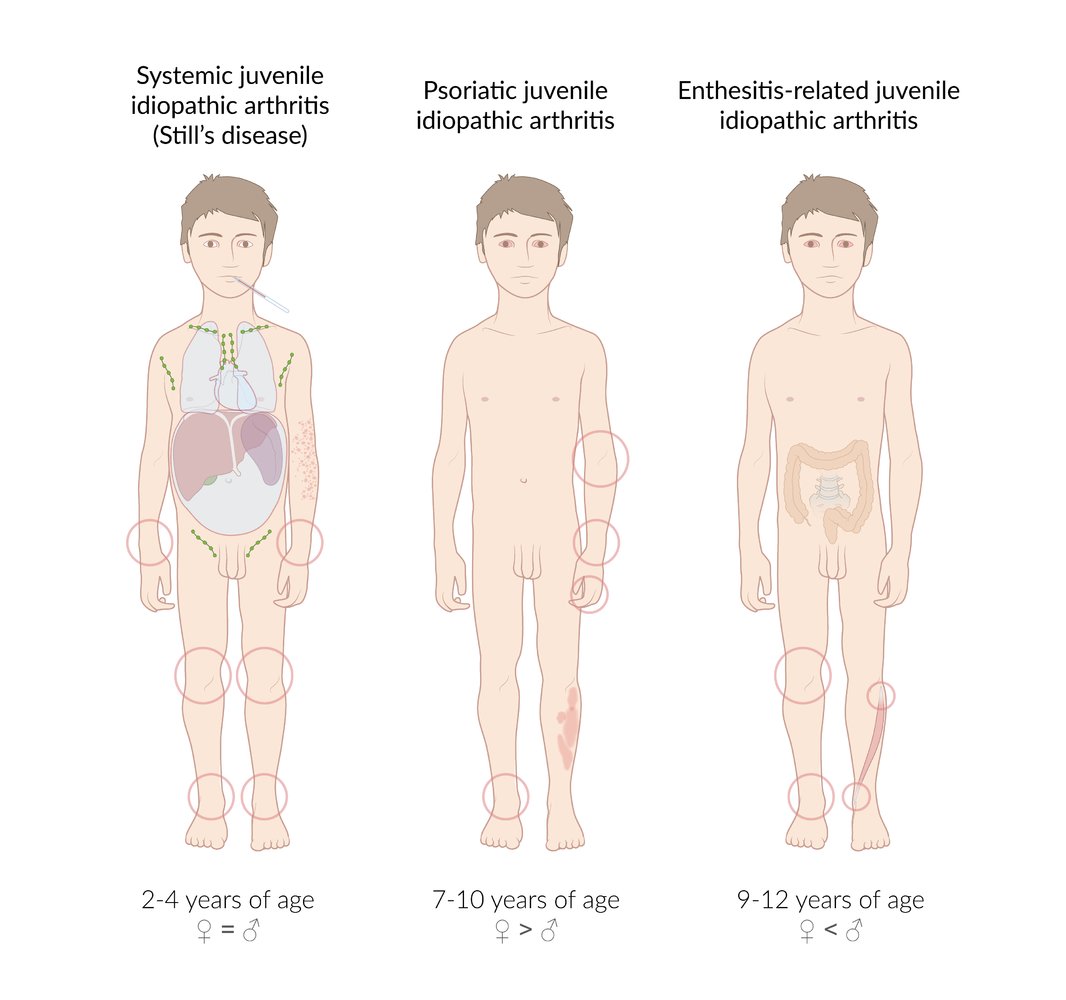 Systemic juvenile
idiopathic arthritis
(Still's disease)
Psoriatic juvenile
idiopathic arthritis
Enthesitis-related juvenile
idiopathic arthritis
2-4 years of age
♀ = ♂
7-10 years of age
♀ > ♂
9-12 years of age
♀ < ♂